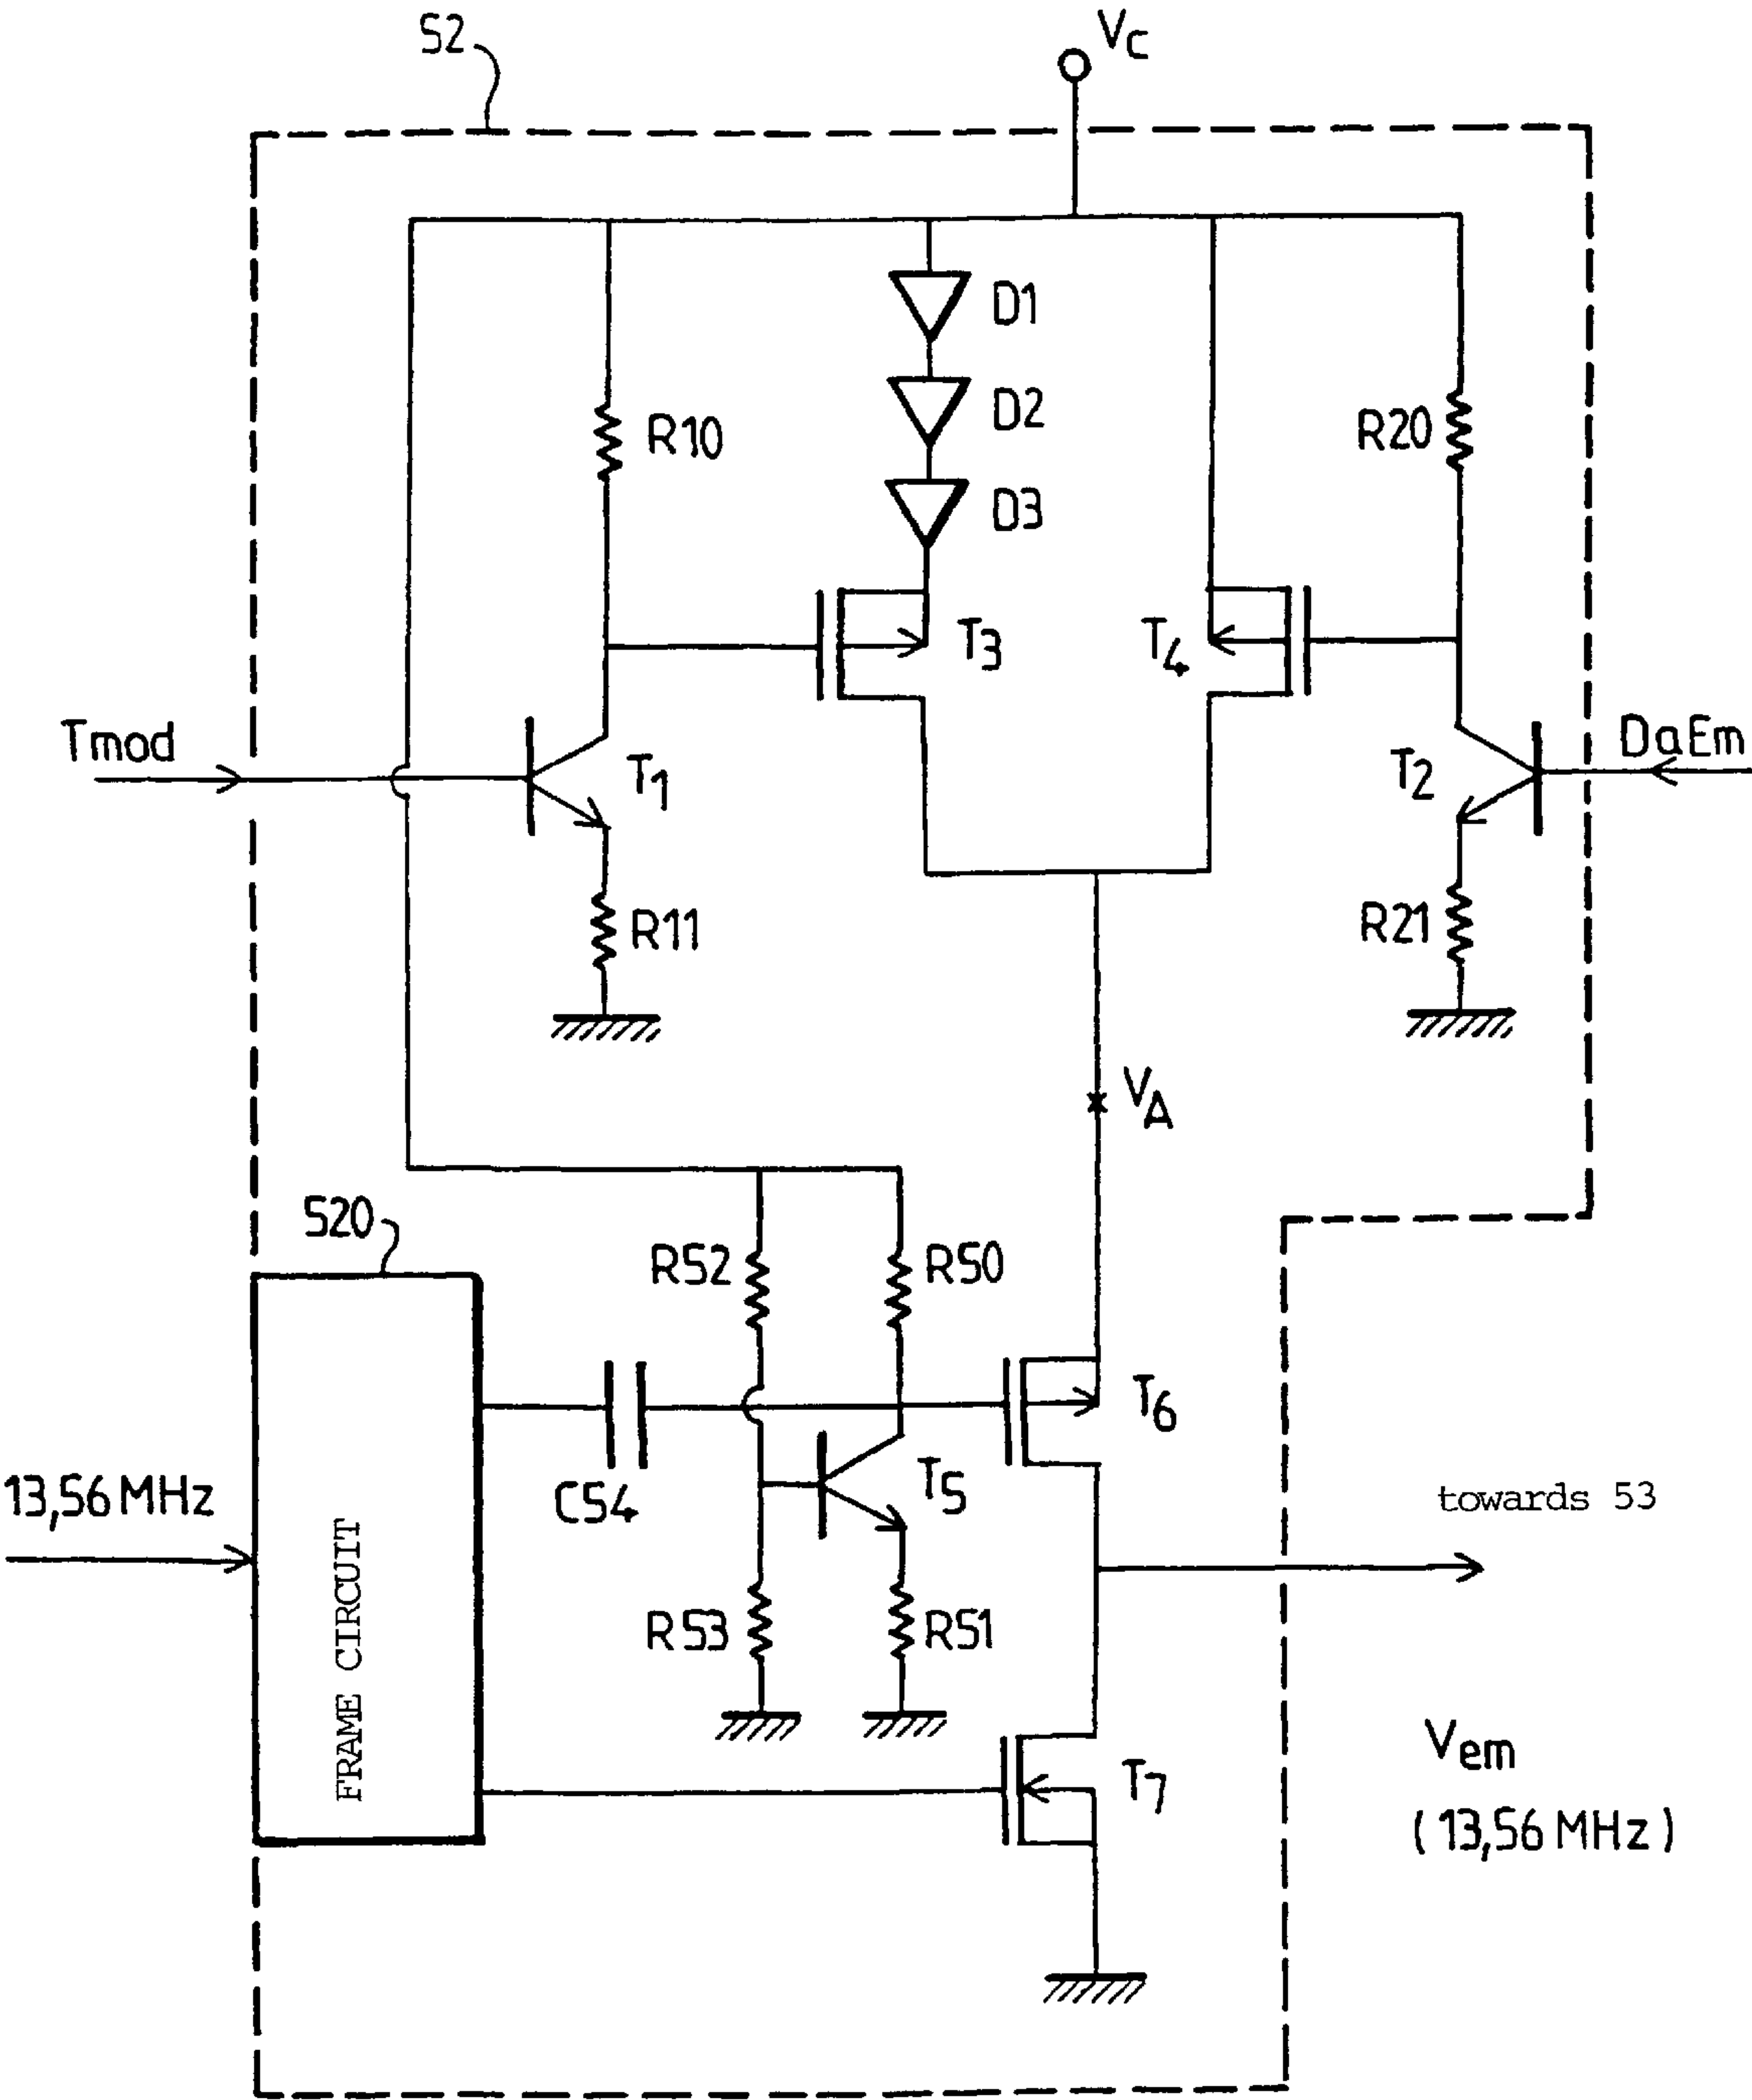 52
VC
D1
D2
D3
R10
R20
T3
T4
Tmod
DaEm
T1
T2
R11
R21
VA
520
R52
R50
T6
13,56 MHz
C54
T5
towards 53
FRAME CIRCUIT
R53
R51
T7
Vem
(13,56 MHz)